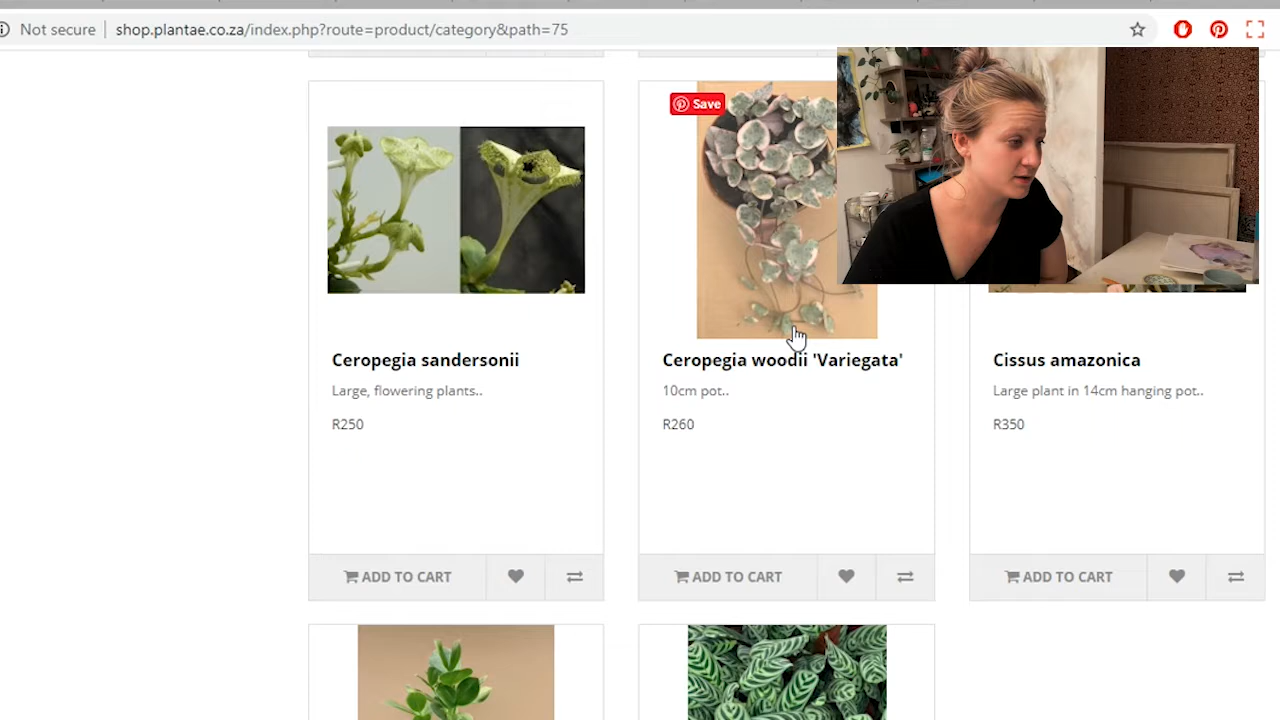 Not secure
shop.plantae.co.za/index.php?route=product/category&path=75
Save
Ceropegia sandersonii
Large, flowering plants..
R250
ADD TO CART
Ceropegia woodii 'Variegata'
10cm pot..
R260
ADD TO CART
Cissus amazonica
Large plant in 14cm hanging pot..
R350
ADD TO CART